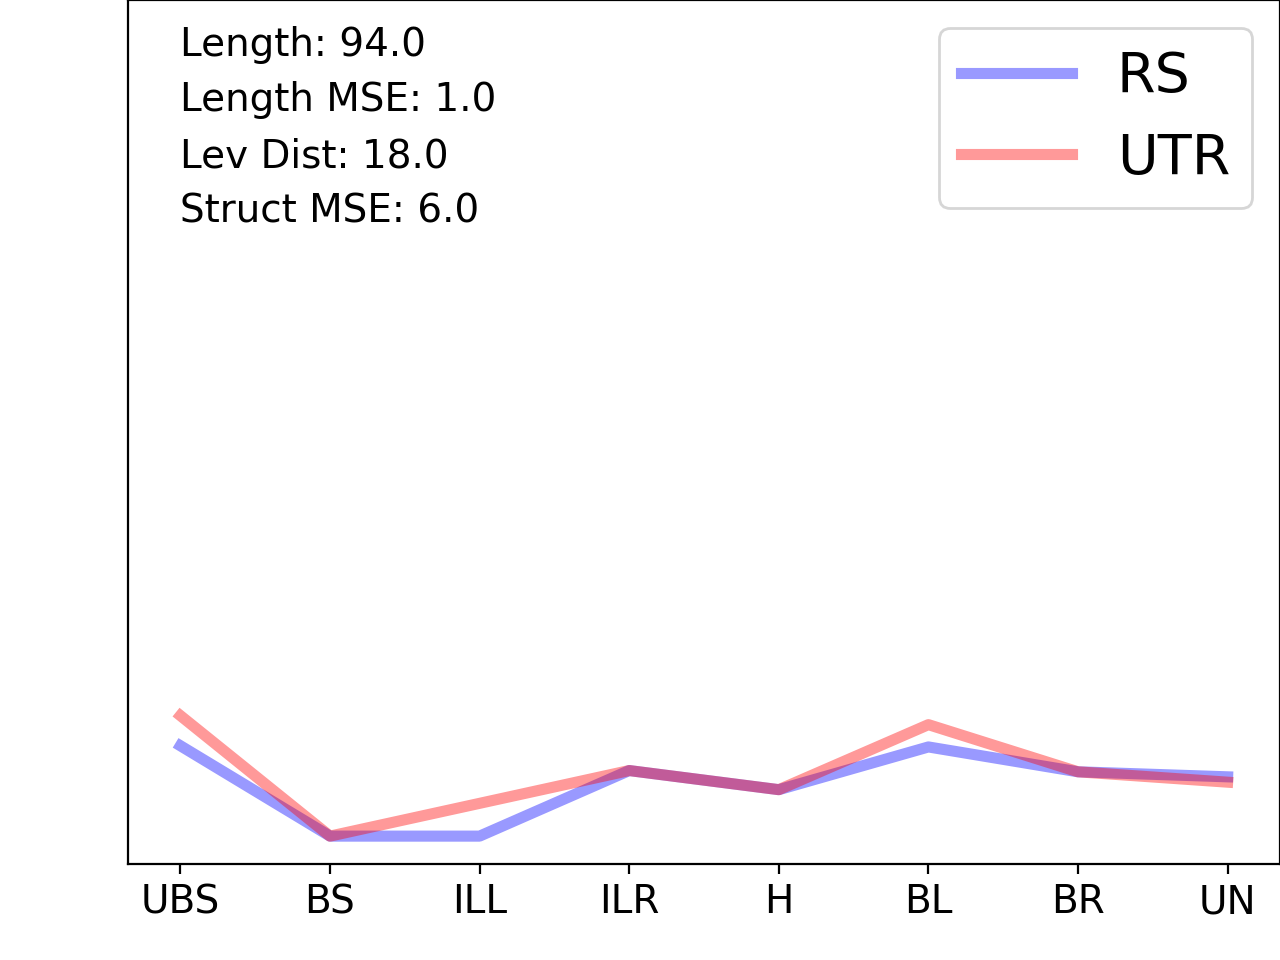 Length: 94.0
Length MSE: 1.0
Lev Dist: 18.0
Struct MSE: 6.0
RS
UTR
UBS BS ILL ILR H BL BR UN